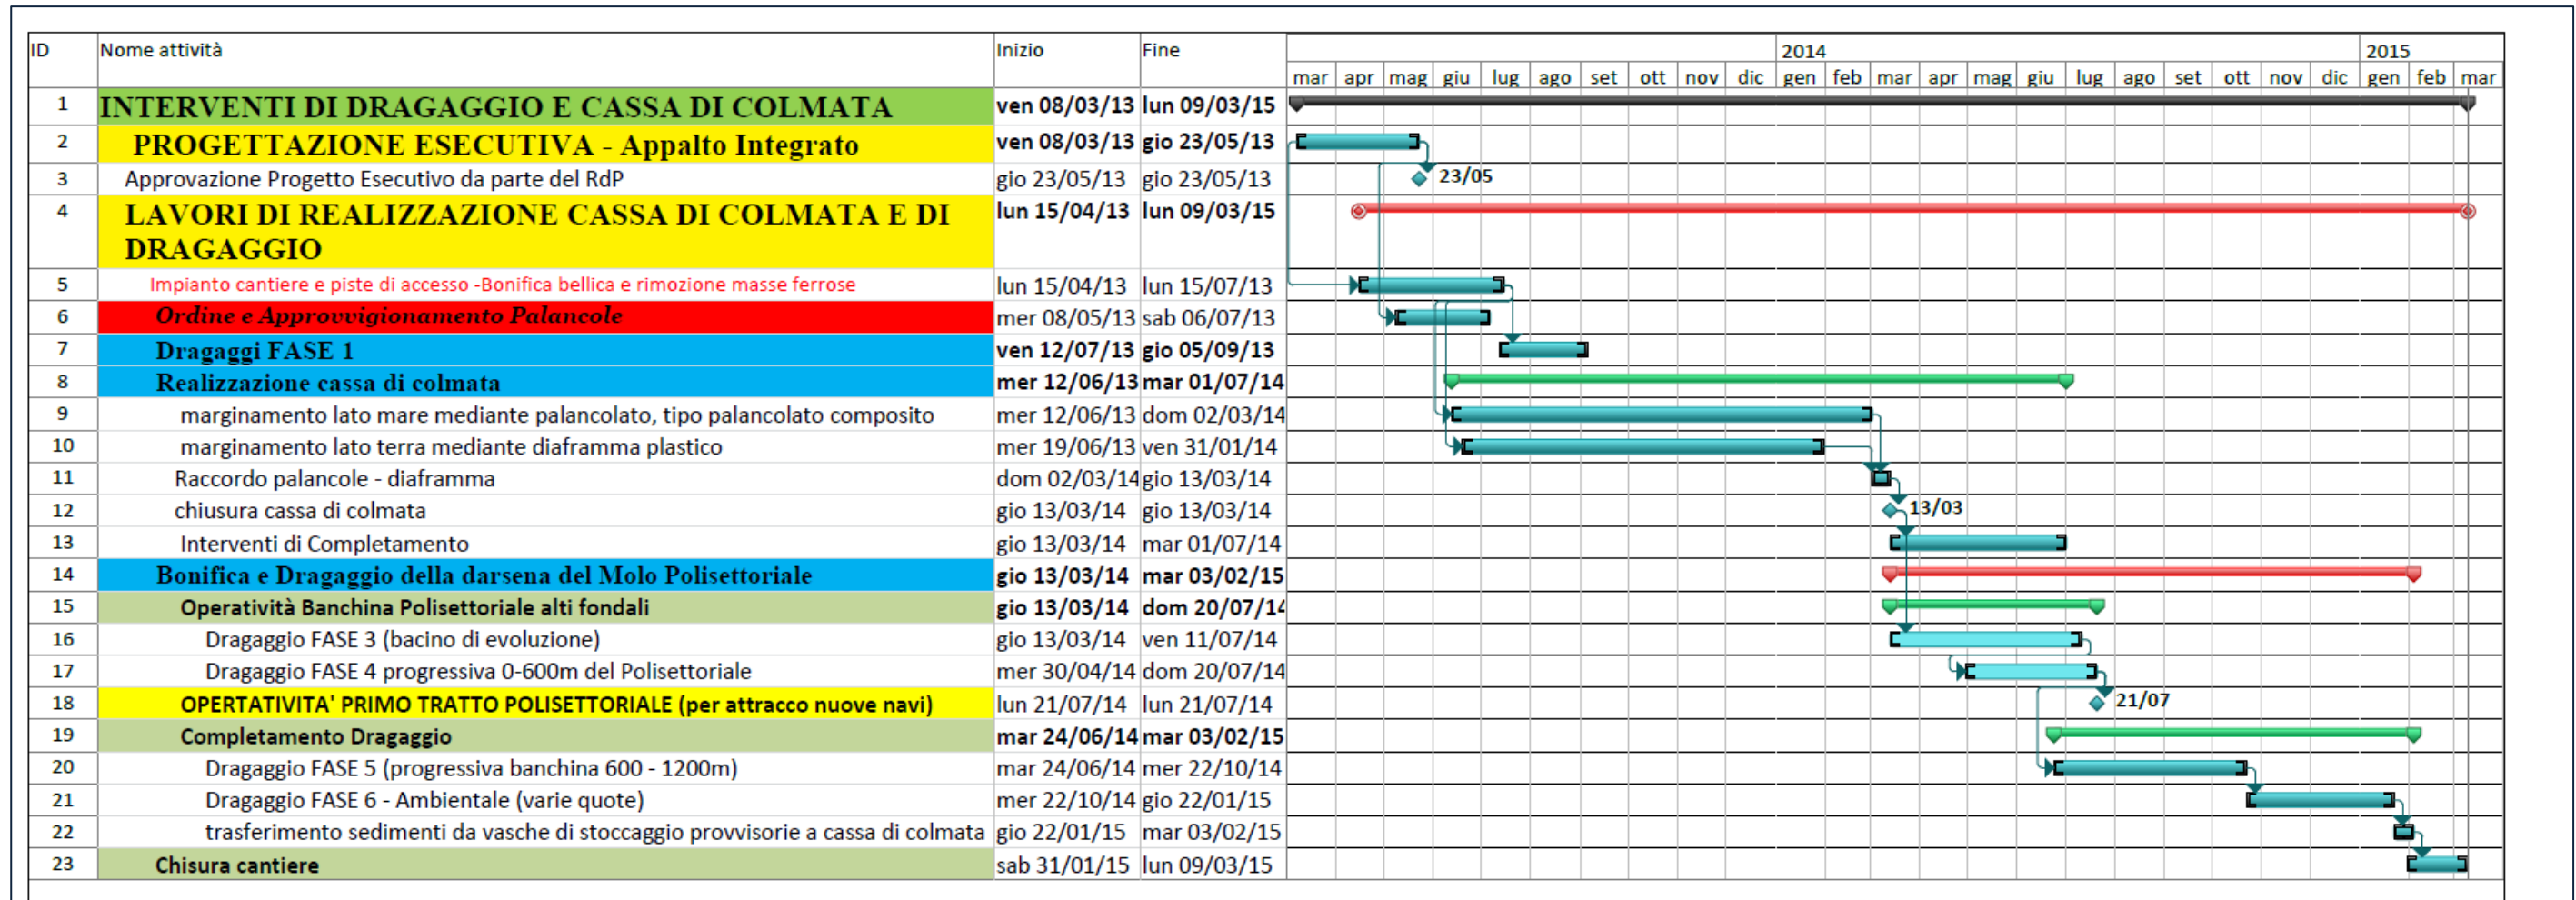 ID Nome attività Inizio Fine
2014 2015
mar apr mag giu lug ago set ott nov dic gen feb mar apr mag giu lug ago set ott nov dic gen feb mar
1 INTERVENTI DI DRAGAGGIO E CASSA DI COLMATA ven 08/03/13 lun 09/03/15
2 PROGETTAZIONE ESECUTIVA - Appalto Integrato ven 08/03/13 gio 23/05/13
3 Approvazione Progetto Esecutivo da parte del RdP gio 23/05/13 gio 23/05/13 23/05
4 LAVORI DI REALIZZAZIONE CASSA DI COLMATA E DI lun 15/04/13 lun 09/03/15
DRAGAGGIO
5 Impianto cantiere e piste di accesso -Bonifica bellica e rimozione masse ferrose lun 15/04/13 lun 15/07/13
6 Ordine e Approvvigionamento Palancole mer 08/05/13 sab 06/07/13
7 Dragaggi FASE 1 ven 12/07/13 gio 05/09/13
8 Realizzazione cassa di colmata mer 12/06/13 mar 01/07/14
9 marginamento lato mare mediante palancolato, tipo palancolato composito mer 12/06/13 dom 02/03/14
10 marginamento lato terra mediante diaframma plastico mer 19/06/13 ven 31/01/14
11 Raccordo palancole - diaframma dom 02/03/14 gio 13/03/14
12 chiusura cassa di colmata gio 13/03/14 gio 13/03/14 13/03
13 Interventi di Completamento gio 13/03/14 mar 01/07/14
14 Bonifica e Dragaggio della darsena del Molo Polisettoriale gio 13/03/14 mar 03/02/15
15 Operatività Banchina Polisettoriale alti fondali gio 13/03/14 dom 20/07/14
16 Dragaggio FASE 3 (bacino di evoluzione) gio 13/03/14 ven 11/07/14
17 Dragaggio FASE 4 progressiva 0-600m del Polisettoriale mer 30/04/14 dom 20/07/14
18 OPERTATIVITA' PRIMO TRATTO POLISETTORIALE (per attracco nuove navi) lun 21/07/14 lun 21/07/14 21/07
19 Completamento Dragaggio mar 24/06/14 mar 03/02/15
20 Dragaggio FASE 5 (progressiva banchina 600 - 1200m) mar 24/06/14 mer 22/10/14
21 Dragaggio FASE 6 - Ambientale (varie quote) mer 22/10/14 gio 22/01/15
22 trasferimento sedimenti da vasche di stoccaggio provvisorie a cassa di colmata gio 22/01/15 mar 03/02/15
23 Chisura cantiere sab 31/01/15 lun 09/03/15